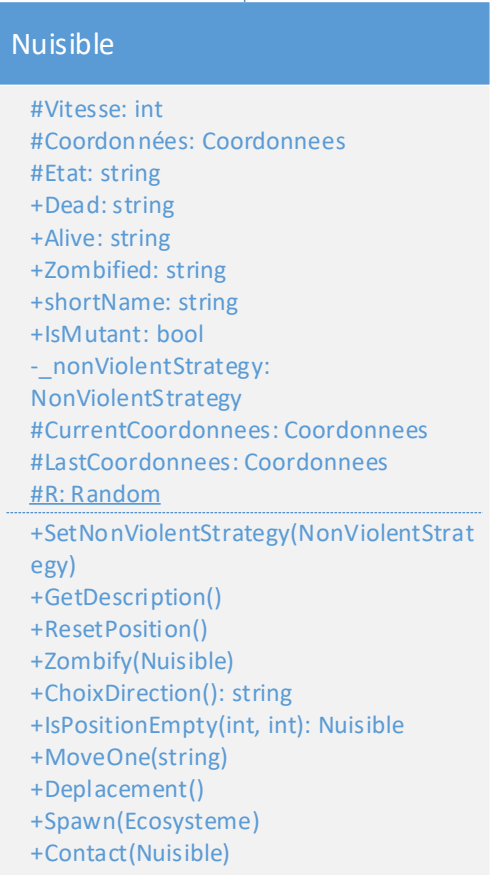 Nuisible
#Vitesse: int
#Coordonnées: Coordonnees
#Etat: string
+Dead: string
+Alive: string
+Zombified: string
+shortName: string
+IsMutant: bool
-_nonViolentStrategy:
NonViolentStrategy
#CurrentCoordonnees: Coordonnees
#LastCoordonnees: Coordonnees
#R: Random
+SetNonViolentStrategy(NonViolentStrat
egy)
+GetDescription()
+ResetPosition()
+Zombify(Nuisible)
+ChoixDirection(): string
+IsPositionEmpty(int, int): Nuisible
+MoveOne(string)
+Deplacement()
+Spawn(Ecosysteme)
+Contact(Nuisible)